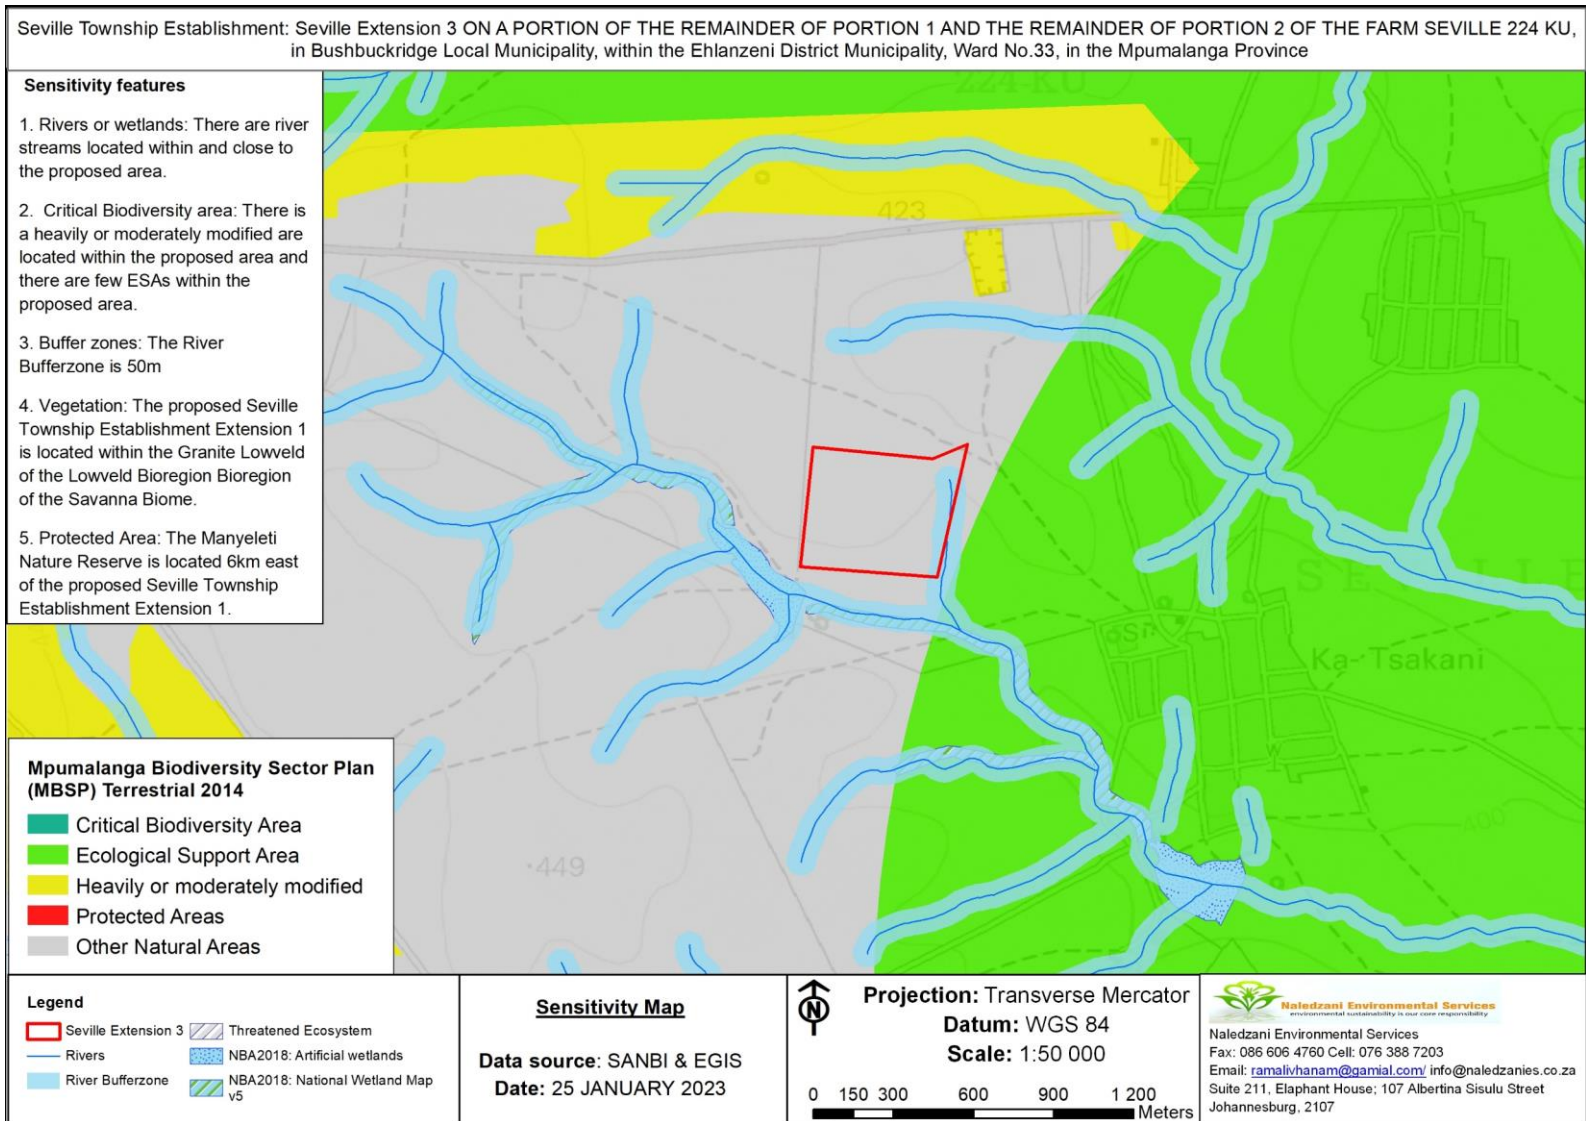 Seville Township Establishment: Seville Extension 3 ON A PORTION OF THE REMAINDER OF PORTION 1 AND THE REMAINDER OF PORTION 2 OF THE FARM SEVILLE 224 KU,
in Bushbuckridge Local Municipality, within the Ehlanzeni District Municipality, Ward No.33, in the Mpumalanga Province
Sensitivity features
1. Rivers or wetlands: There are river
streams located within and close to
the proposed area.
2. Critical Biodiversity area: There is
a heavily or moderately modified are
located within the proposed area and
there are few ESAs within the
proposed area.
3. Buffer zones: The River
Bufferzone is 50m
4. Vegetation: The proposed Seville
Township Establishment Extension 1
is located within the Granite Lowveld
of the Lowveld Bioregion Bioregion
of the Savanna Biome.
5. Protected Area: The Manyeleti
Nature Reserve is located 6km east
of the proposed Seville Township
Establishment Extension 1.
224 KU
423
Ka-Tsakani
400
·449
Mpumalanga Biodiversity Sector Plan
(MBSP) Terrestrial 2014
Critical Biodiversity Area
Ecological Support Area
Heavily or moderately modified
Protected Areas
Other Natural Areas
Legend
Seville Extension 3
Rivers
River Bufferzone
Threatened Ecosystem
NBA2018: Artificial wetlands
NBA2018: National Wetland Map
v5
Sensitivity Map
Data source: SANBI & EGIS
Date: 25 JANUARY 2023
N
Projection: Transverse Mercator
Datum: WGS 84
Scale: 1:50 000
0 150 300 600 900 1 200
Meters
Naledzani Environmental Services
environmental sustainability is our core responsibility
Naledzani Environmental Services
Fax: 086 606 4760 Cell: 076 388 7203
Email: ramalivhanam@gamial.com/ info@naledzanies.co.za
Suite 211, Elaphant House; 107 Albertina Sisulu Street
Johannesburg, 2107